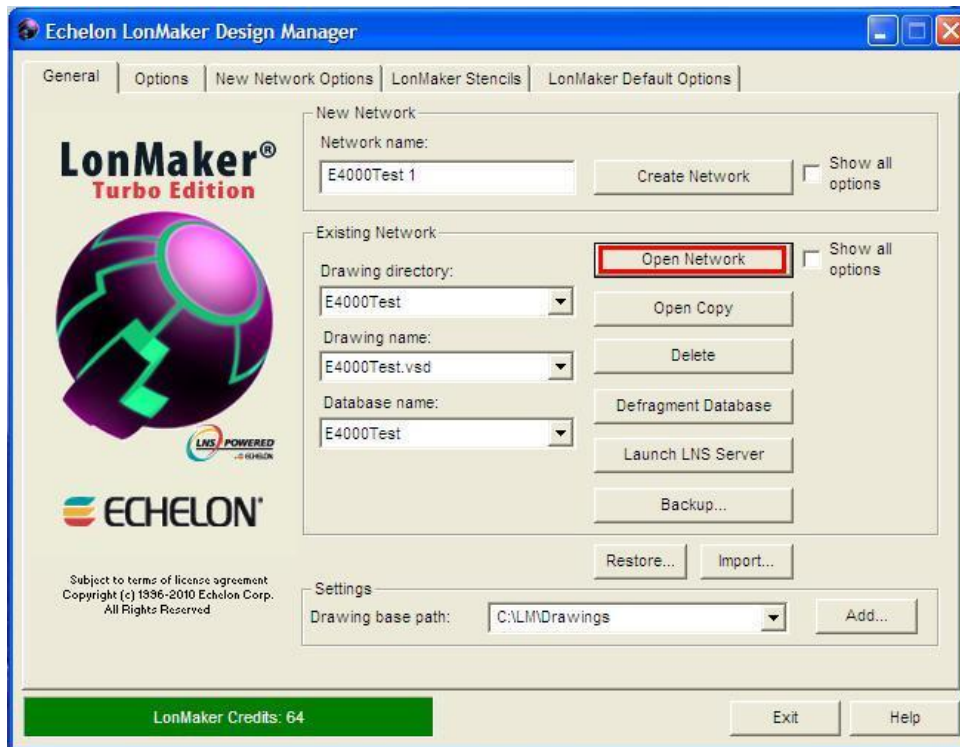 Echelon LonMaker Design Manager
General
Options
New Network Options
LonMaker Stencils
LonMaker Default Options
LonMaker®
Turbo Edition
LNS POWERED
BY ECHELON
ECHELON®
Subject to terms of license agreement
Copyright (c) 1996-2010 Echelon Corp.
All Rights Reserved
New Network
Network name:
E4000Test 1
Create Network
Show all
options
Existing Network
Drawing directory:
E4000Test
Drawing name:
E4000Test.vsd
Database name:
E4000Test
Open Network
Show all
options
Open Copy
Delete
Defragment Database
Launch LNS Server
Backup...
Restore...
Import...
Settings
Drawing base path:
C:\LM\Drawings
Add...
LonMaker Credits: 64
Exit
Help